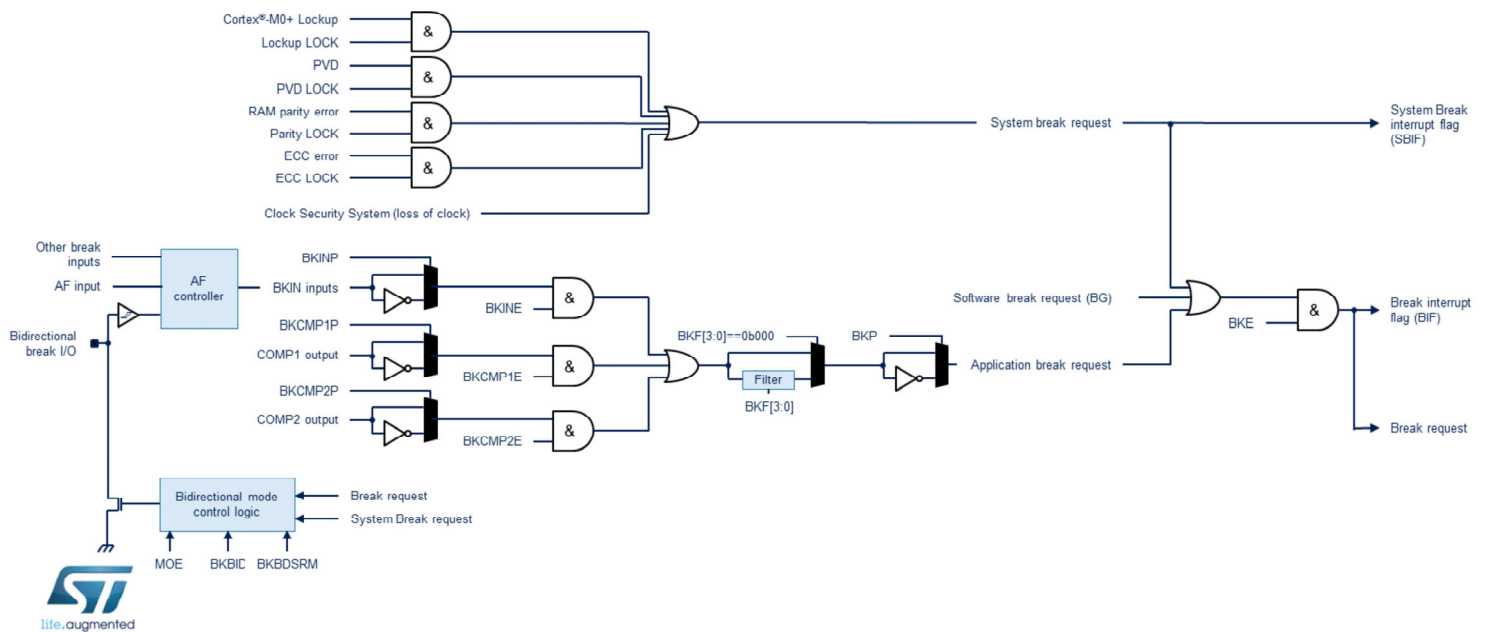 Cortex®-M0+ Lockup
Lockup LOCK
&
PVD
PVD LOCK
&
RAM parity error
Parity LOCK
&
ECC error
ECC LOCK
&
Clock Security System (loss of clock)
System break request
System Break
interrupt flag
(SBIF)
Other break
inputs
AF input
Bidirectional
break I/O
AF
controller
BKINP
BKIN inputs
BKINE
&
BKCMP1P
COMP1 output
BKCMP1E
&
BKCMP2P
COMP2 output
BKCMP2E
&
BKF[3:0]==0b000
Filter
BKF[3:0]
BKP
Software break request (BG)
Application break request
BKE
&
Break interrupt
flag (BIF)
Break request
Bidirectional mode
control logic
Break request
System Break request
MOE
BKBID
BKBDSRM
ST
life.augmented